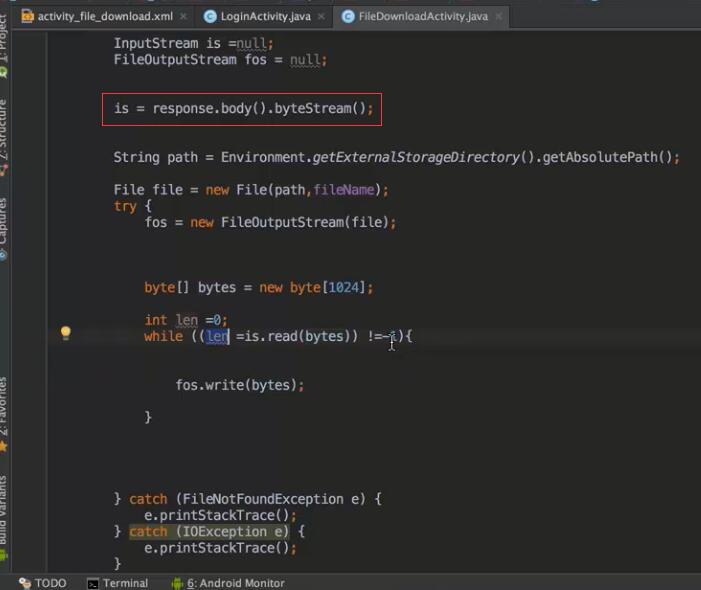 activity_file_download.xml × LoginActivity.java × FileDownloadActivity.java ×
1: Project
7: Structure
Captures
2: Favorites
Build Variants
InputStream is =null;
FileOutputStream fos = null;
is = response.body().byteStream();
String path = Environment.getExternalStorageDirectory().getAbsolutePath();
File file = new File(path,fileName);
try {
fos = new FileOutputStream(file);
byte[] bytes = new byte[1024];
int len =0;
while ((len =is.read(bytes)) !=-1){
fos.write(bytes);
}
} catch (FileNotFoundException e) {
e.printStackTrace();
} catch (IOException e) {
e.printStackTrace();
}
TODO Terminal 6: Android Monitor